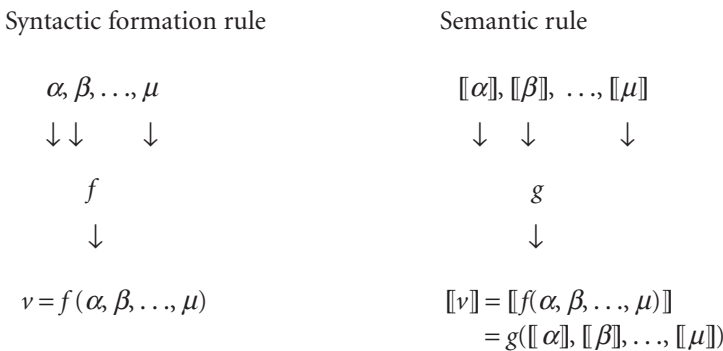 Syntactic formation rule Semantic rule
α, β, . . ., μ ⟦α⟧, ⟦β⟧, . . ., ⟦μ⟧
↓ ↓ ↓ ↓ ↓ ↓
f g
↓ ↓
ν = f (α, β, . . ., μ) ⟦ν⟧ = ⟦f(α, β, . . ., μ)⟧
= g(⟦α⟧, ⟦β⟧, . . ., ⟦μ⟧)